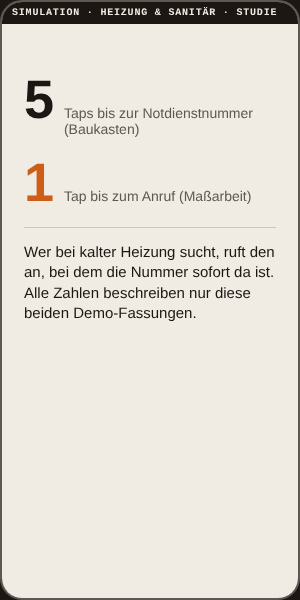 SIMULATION · HEIZUNG & SANITÄR · STUDIE
5 Taps bis zur Notdienstnummer
(Baukasten)
1 Tap bis zum Anruf (Maßarbeit)
Wer bei kalter Heizung sucht, ruft den
an, bei dem die Nummer sofort da ist.
Alle Zahlen beschreiben nur diese
beiden Demo-Fassungen.